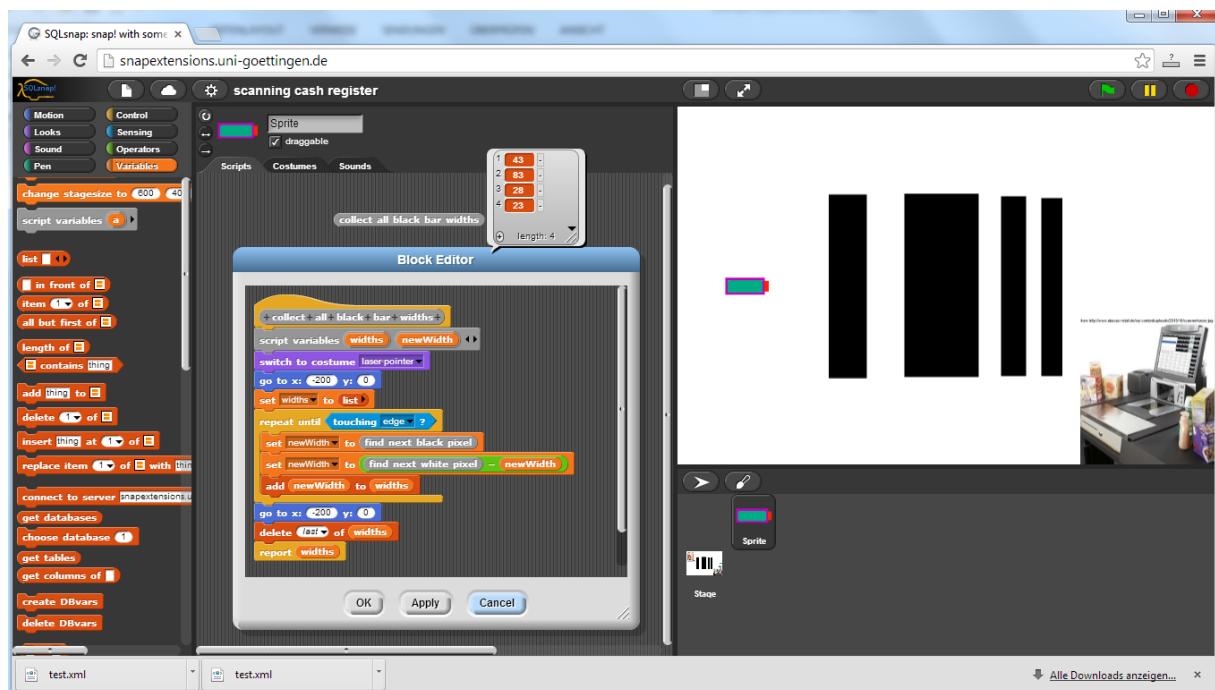 SQLsnap: snap! with some
snapextensions.uni-goettingen.de
SQLsnap!
scanning cash register
Motion
Control
Looks
Sensing
Sound
Operators
Pen
Variables
Sprite
draggable
Scripts
Costumes
Sounds
change stagesize to 600 40
script variables a
list
in front of
item 1 of
all but first of
length of
contains thing
add thing to
delete 1 of
insert thing at 1 of
replace item 1 of with thin
connect to server snapextensions.u
get databases
choose database 1
get tables
get columns of
create DBvars
delete DBvars
collect all black bar widths
1 43 -
2 83 -
3 28 -
4 23 -
length: 4
Block Editor
+ collect + all + black + bar + widths +
script variables widths newWidth
switch to costume laser-pointer
go to x: -200 y: 0
set widths to list
repeat until touching edge ?
set newWidth to find next black pixel
set newWidth to find next white pixel - newWidth
add newWidth to widths
go to x: -200 y: 0
delete last of widths
report widths
OK
Apply
Cancel
Sprite
Stage
test.xml
test.xml
Alle Downloads anzeigen...